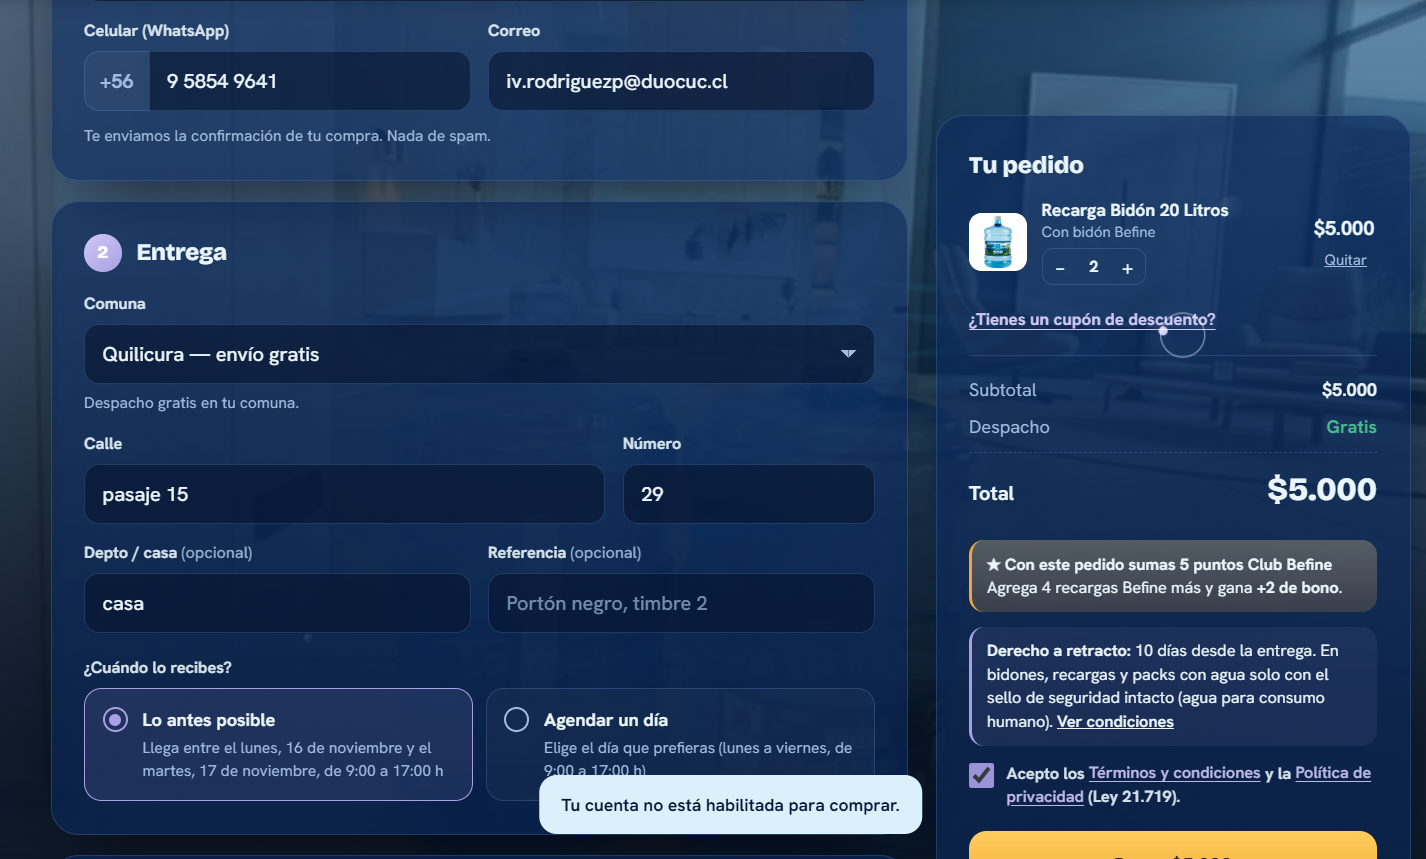 Celular (WhatsApp)
Correo
+56
9 5854 9641
iv.rodriguezp@duocuc.cl
Te enviamos la confirmación de tu compra. Nada de spam.
2
Entrega
Comuna
Quilicura — envío gratis
Despacho gratis en tu comuna.
Calle
Número
pasaje 15
29
Depto / casa (opcional)
Referencia (opcional)
casa
Portón negro, timbre 2
¿Cuándo lo recibes?
Lo antes posible
Llega entre el lunes, 16 de noviembre y el
martes, 17 de noviembre, de 9:00 a 17:00 h
Agendar un día
Elige el día que prefieras (lunes a viernes, de
9:00 a 17:00 h)
Tu cuenta no está habilitada para comprar.
Tu pedido
Recarga Bidón 20 Litros
Con bidón Befine
$5.000
– 2 +
Quitar
¿Tienes un cupón de descuento?
Subtotal
$5.000
Despacho
Gratis
Total
$5.000
★ Con este pedido sumas 5 puntos Club Befine
Agrega 4 recargas Befine más y gana +2 de bono.
Derecho a retracto: 10 días desde la entrega. En
bidones, recargas y packs con agua solo con el
sello de seguridad intacto (agua para consumo
humano). Ver condiciones
Acepto los Términos y condiciones y la Política de
privacidad (Ley 21.719).